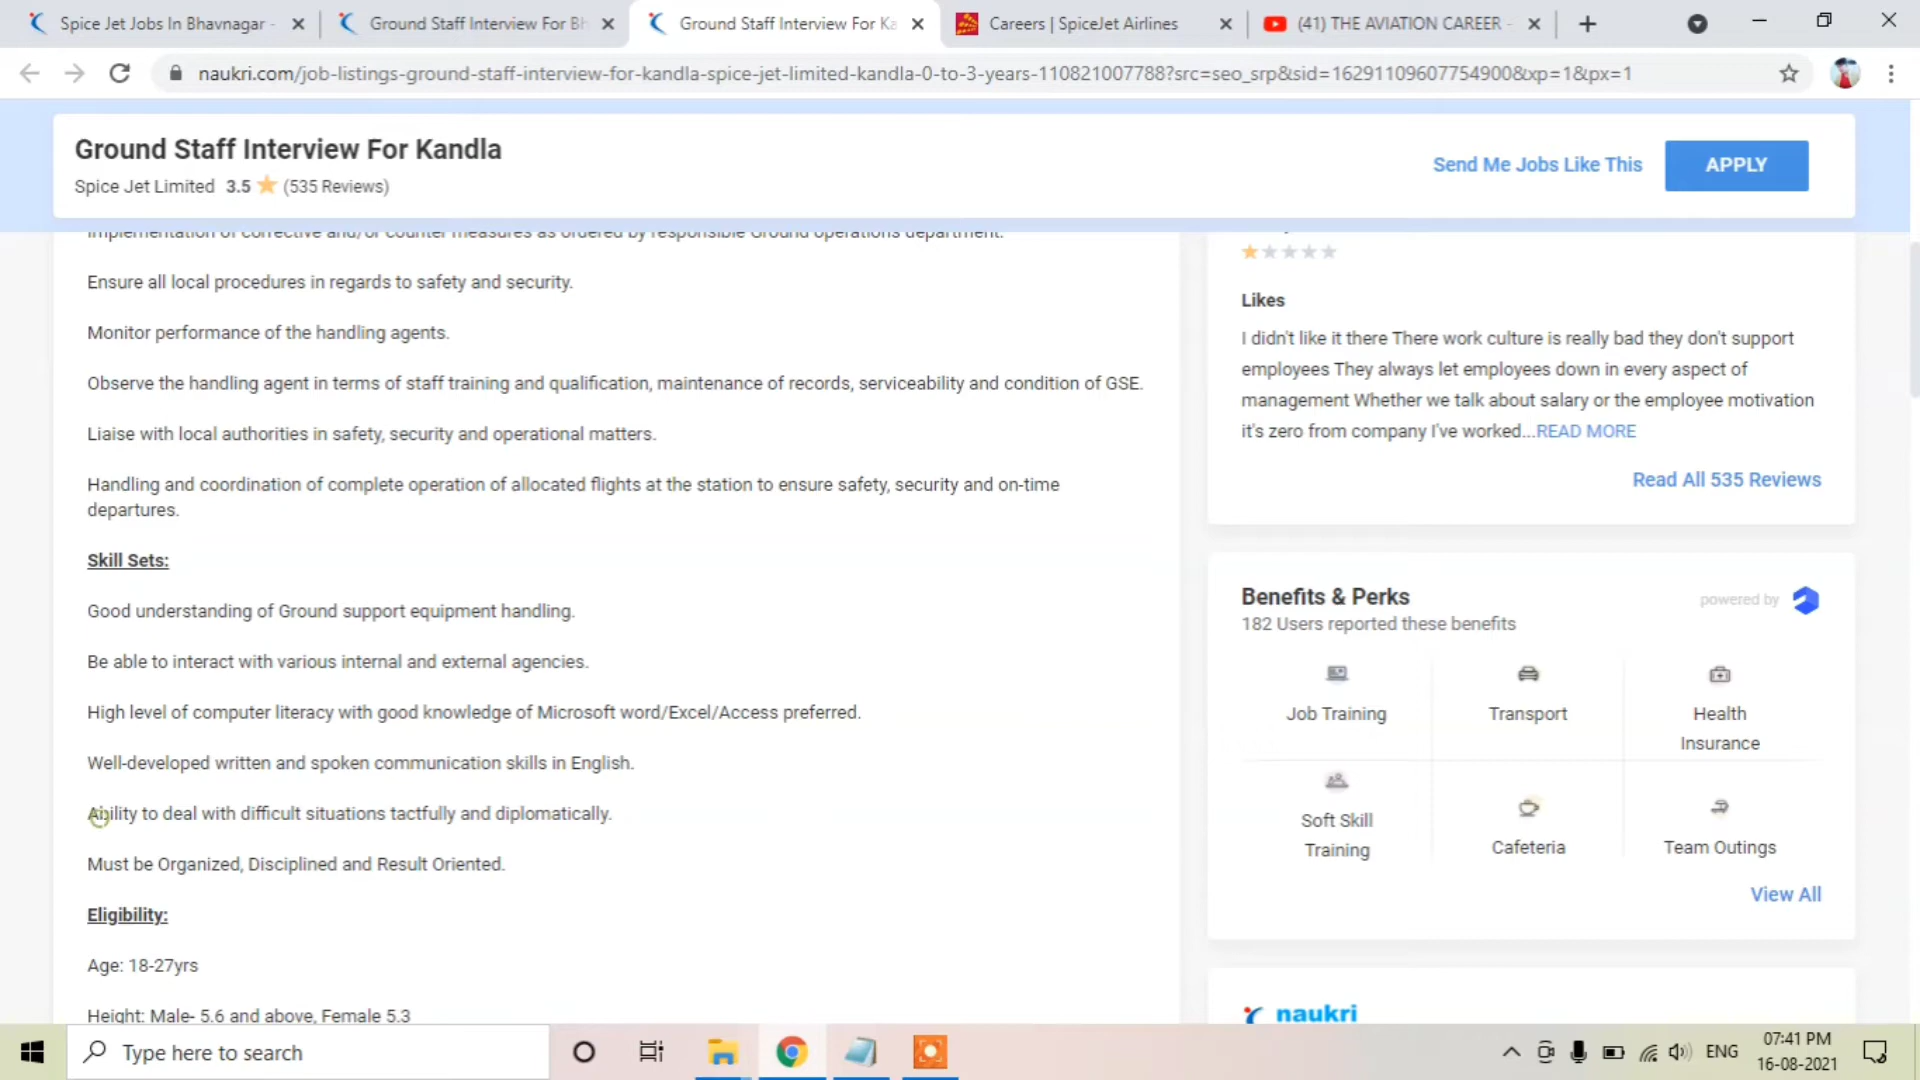 Spice Jet Jobs In Bhavnagar -
Ground Staff Interview For Bh
Ground Staff Interview For Ka
Careers | SpiceJet Airlines
(41) THE AVIATION CAREER -
naukri.com/job-listings-ground-staff-interview-for-kandla-spice-jet-limited-kandla-0-to-3-years-110821007788?src=seo_srp&sid=16291109607754900&xp=1&px=1
Ground Staff Interview For Kandla
Spice Jet Limited 3.5 (535 Reviews)
Send Me Jobs Like This
APPLY
Implementation of corrective and/or counter measures as ordered by responsible Ground operations department.
Ensure all local procedures in regards to safety and security.
Monitor performance of the handling agents.
Observe the handling agent in terms of staff training and qualification, maintenance of records, serviceability and condition of GSE.
Liaise with local authorities in safety, security and operational matters.
Handling and coordination of complete operation of allocated flights at the station to ensure safety, security and on-time
departures.
Skill Sets:
Good understanding of Ground support equipment handling.
Be able to interact with various internal and external agencies.
High level of computer literacy with good knowledge of Microsoft word/Excel/Access preferred.
Well-developed written and spoken communication skills in English.
Ability to deal with difficult situations tactfully and diplomatically.
Must be Organized, Disciplined and Result Oriented.
Eligibility:
Age: 18-27yrs
Height: Male- 5.6 and above, Female 5.3
Likes
I didn't like it there There work culture is really bad they don't support
employees They always let employees down in every aspect of
management Whether we talk about salary or the employee motivation
it's zero from company I've worked...READ MORE
Read All 535 Reviews
Benefits & Perks
powered by
182 Users reported these benefits
Job Training
Transport
Health
Insurance
Soft Skill
Training
Cafeteria
Team Outings
View All
naukri
Type here to search
ENG
07:41 PM
16-08-2021